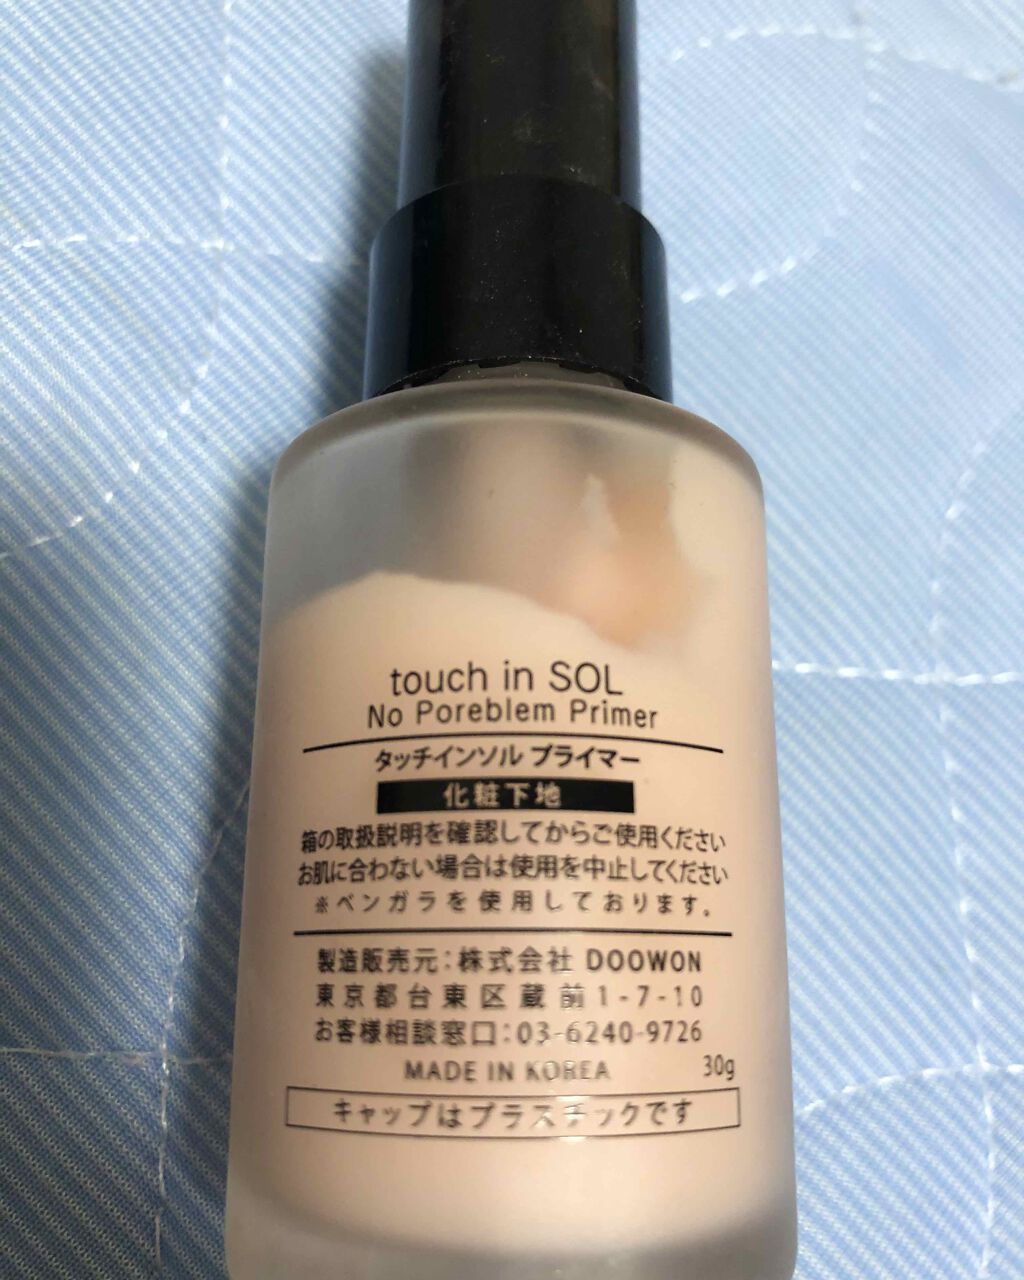 touch in SOL
No Poreblem Primer
タッチインソル プライマー
化粧下地
箱の取扱説明を確認してからご使用ください
お肌に合わない場合は使用を中止してください
※ベンガラを使用しております。
製造販売元：株式会社 DOOWON
東京都台東区蔵前1-7-10
お客様相談窓口：03-6240-9726
MADE IN KOREA 30g
キャップはプラスチックです